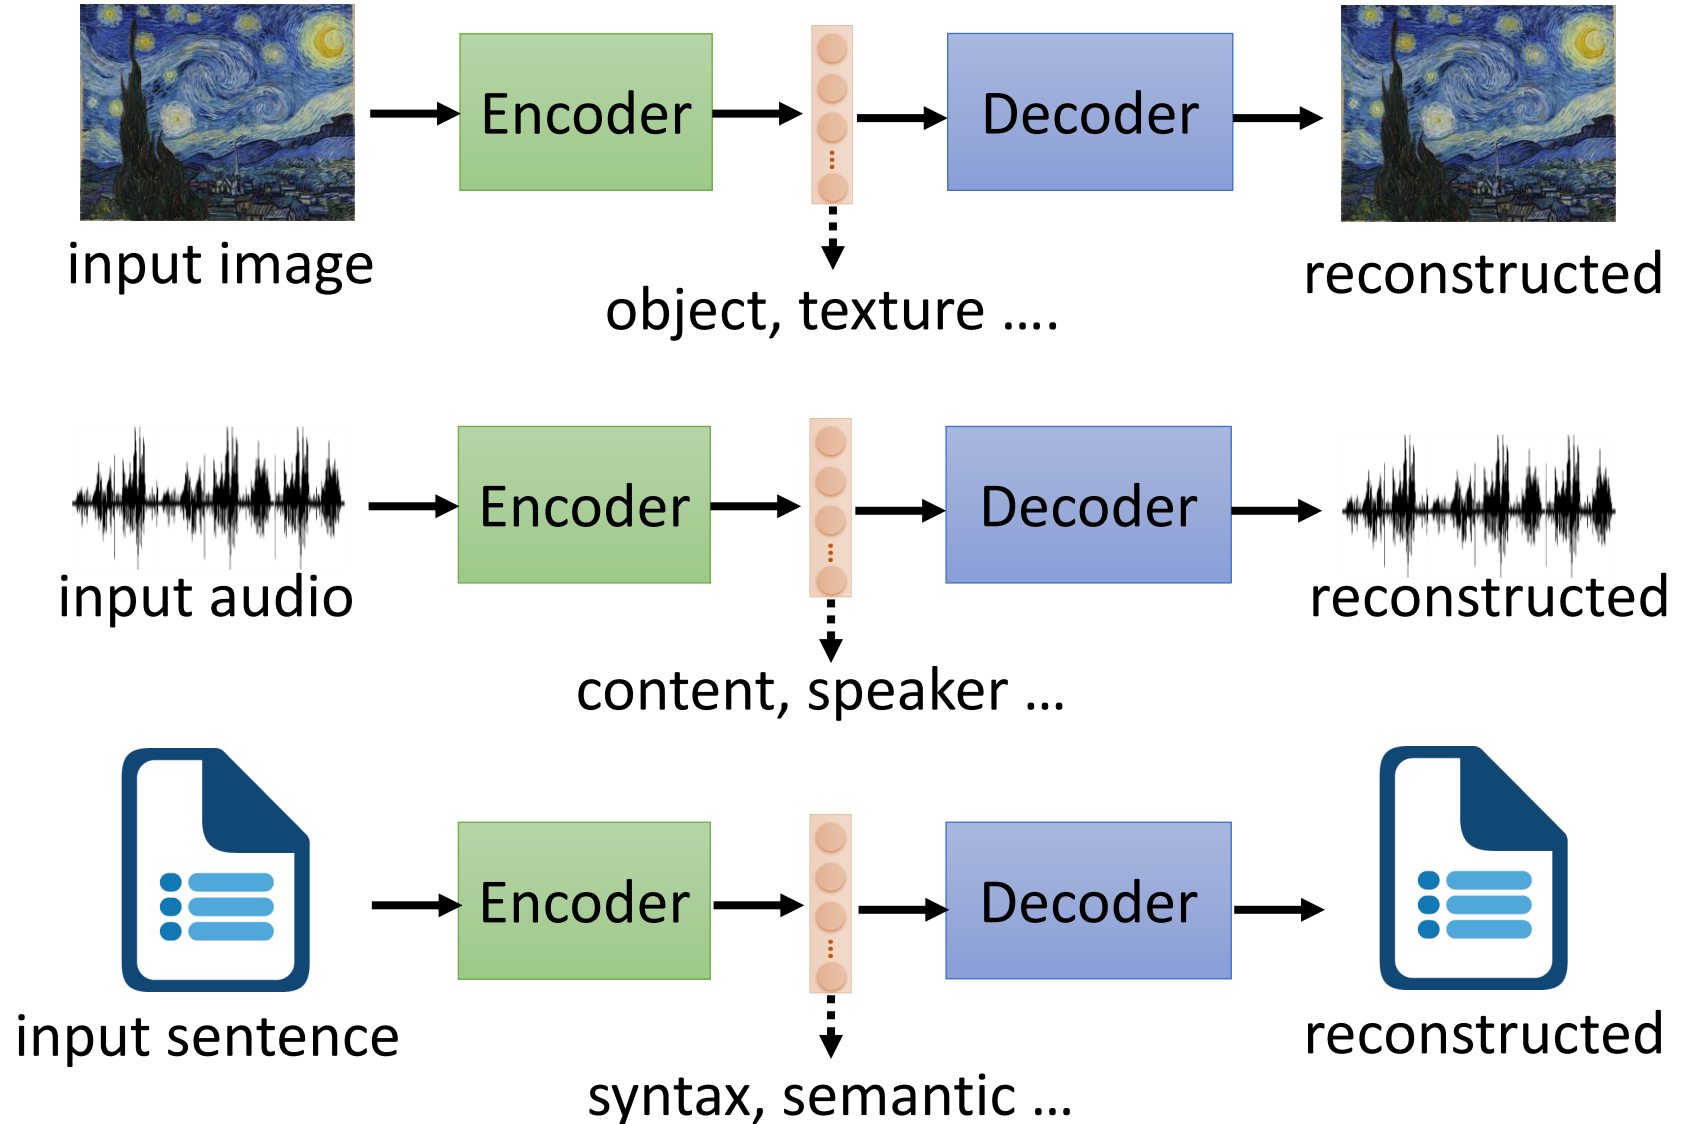 Encoder
Decoder
input image
reconstructed
object, texture ....
Encoder
Decoder
input audio
reconstructed
content, speaker ...
Encoder
Decoder
input sentence
reconstructed
syntax, semantic ...